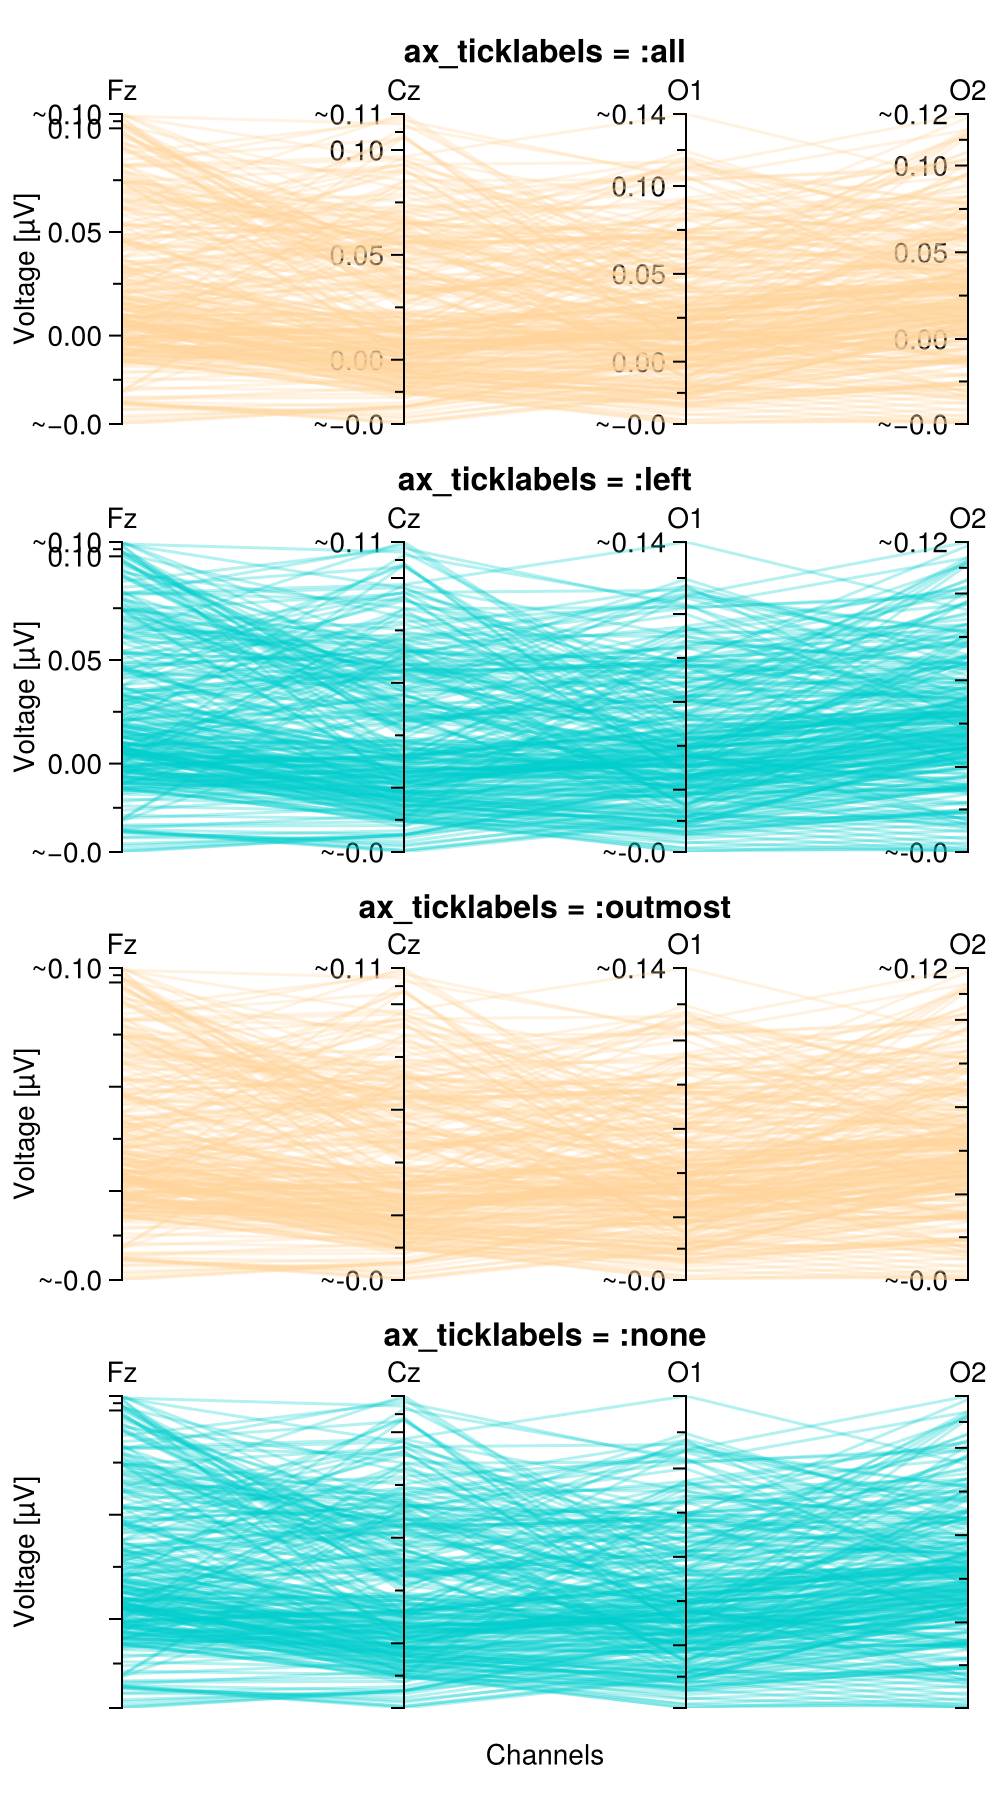 ax_ticklabels = :all
Fz Cz O1 O2
~0.10 ~0.11 ~0.14 ~0.12
0.10 0.10 0.10 0.10
0.05 0.05 0.05 0.05
0.00 0.00 0.00 0.00
~−0.0 ~−0.0 ~−0.0 ~−0.0
Voltage [µV]
ax_ticklabels = :left
Fz Cz O1 O2
~0.10 ~0.11 ~0.14 ~0.12
0.10
0.05
0.00
~−0.0 ~-0.0 ~-0.0 ~-0.0
Voltage [µV]
ax_ticklabels = :outmost
Fz Cz O1 O2
~0.10 ~0.11 ~0.14 ~0.12
~-0.0 ~-0.0 ~-0.0 ~-0.0
Voltage [µV]
ax_ticklabels = :none
Fz Cz O1 O2
Voltage [µV]
Channels